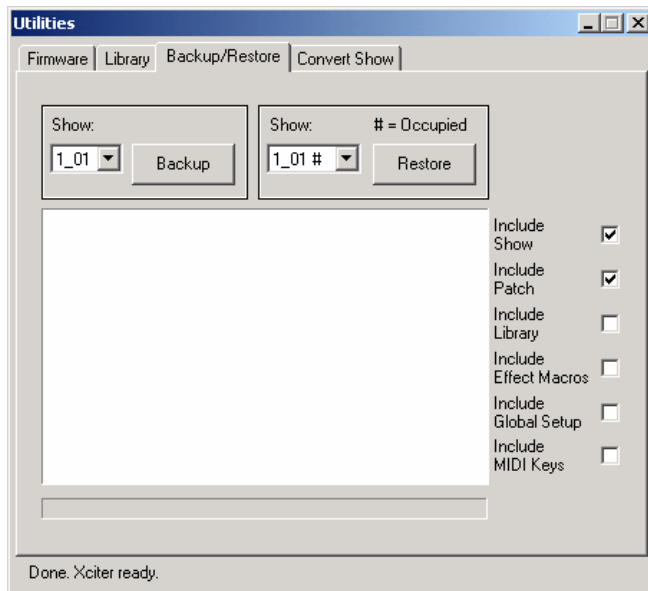 Utilities
Firmware
Library
Backup/Restore
Convert Show
Show:
1_01
Backup
Show:
# = Occupied
1_01 #
Restore
Include
Show
Include
Patch
Include
Library
Include
Effect Macros
Include
Global Setup
Include
MIDI Keys
Done. Xciter ready.